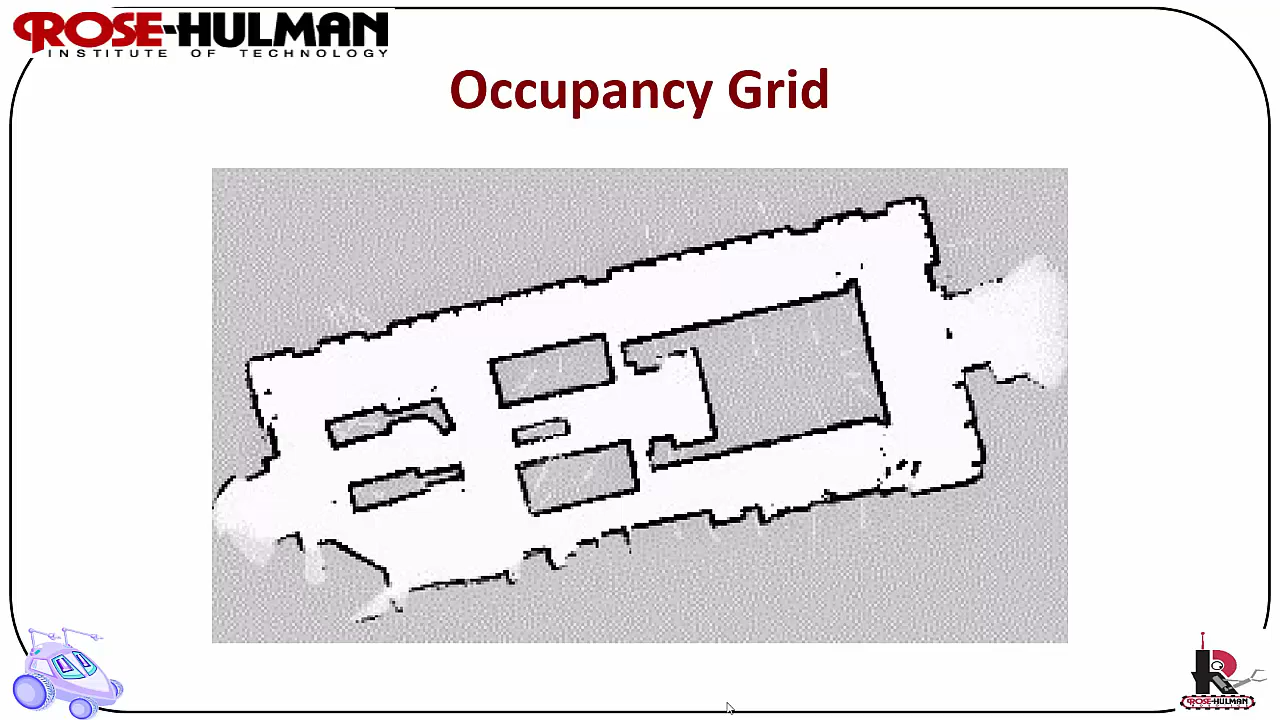 ROSE-HULMAN
INSTITUTE OF TECHNOLOGY
Occupancy Grid
R
ROSE-HULMAN